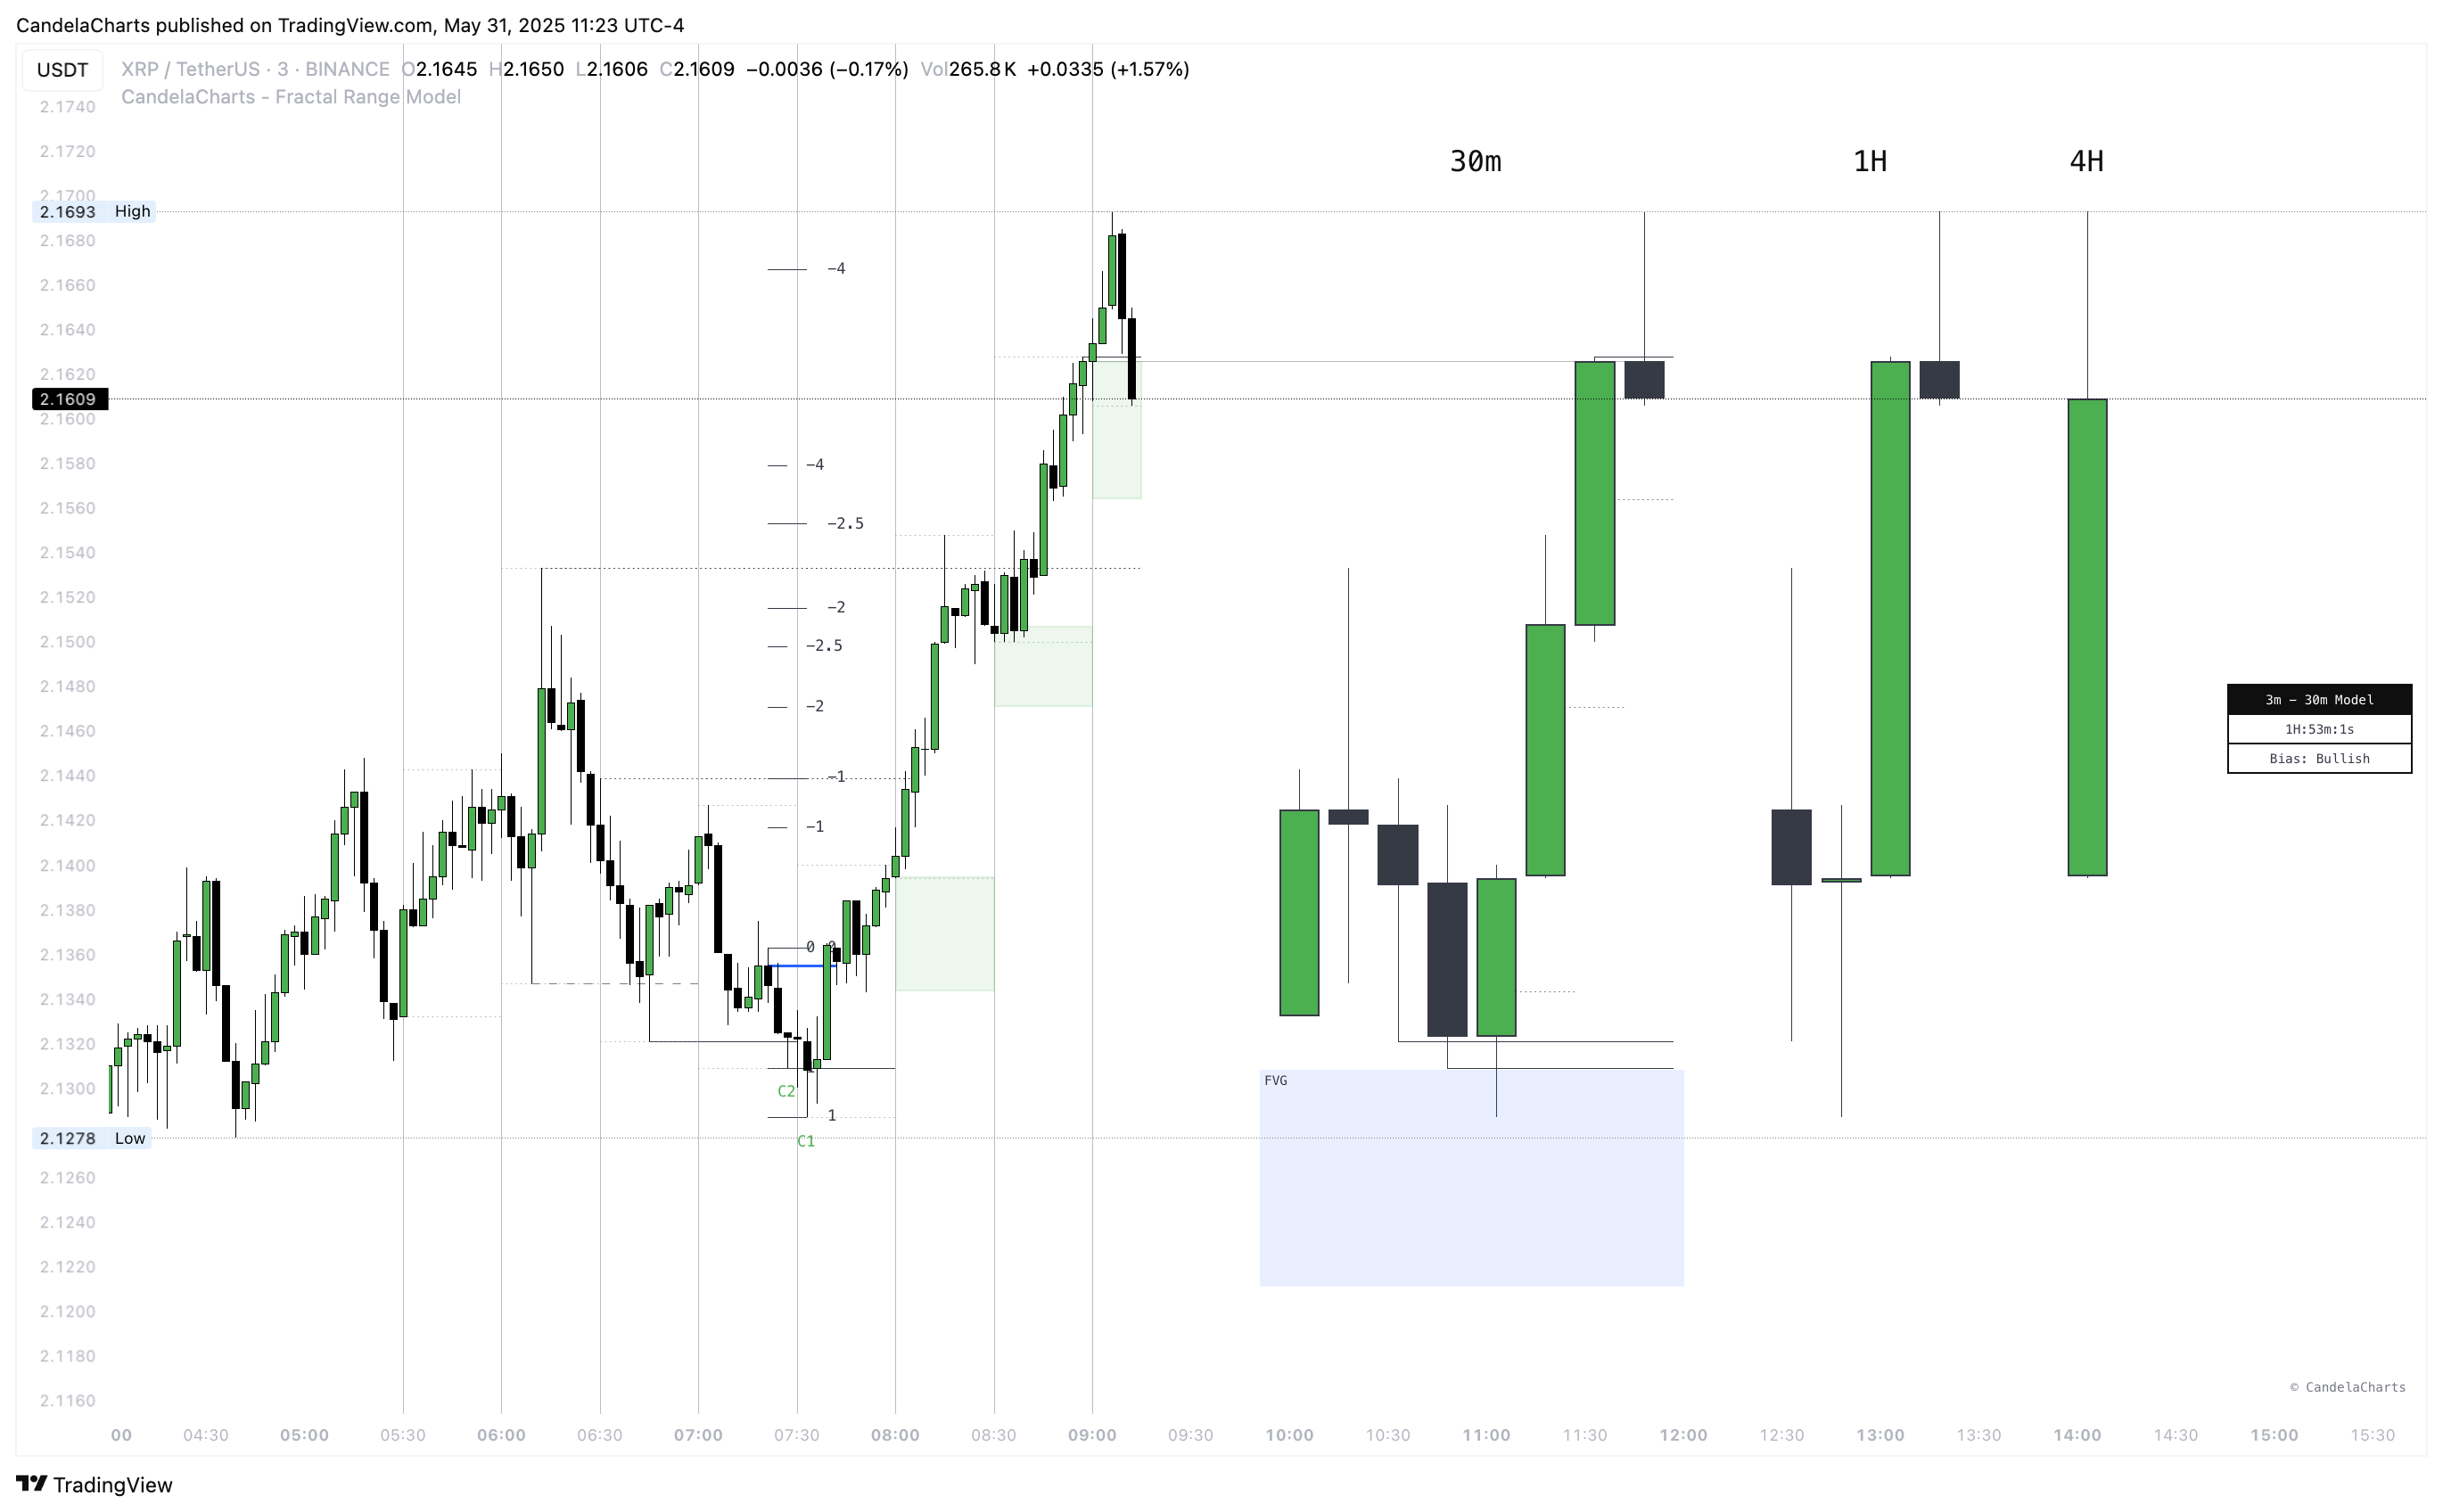 CandelaCharts published on TradingView.com, May 31, 2025 11:23 UTC-4
USDT
XRP / TetherUS · 3 · BINANCE O2.1645 H2.1650 L2.1606 C2.1609 −0.0036 (−0.17%) Vol265.8K +0.0335 (+1.57%)
CandelaCharts - Fractal Range Model
2.1740
2.1720
30m 1H 4H
2.1700
2.1693 High
2.1680
-4
2.1660
2.1640
2.1620
2.1609
2.1600
2.1580
-4
2.1560
-2.5
2.1540
2.1520
-2
2.1500
-2.5
2.1480
-2
3m - 30m Model
2.1460
1H:53m:1s
Bias: Bullish
2.1440
-1
2.1420
-1
2.1400
2.1380
2.1360
0
2.1340
2.1320
2.1300
FVG
C2
1
2.1278 Low
C1
2.1260
2.1240
2.1220
2.1200
2.1180
2.1160
© CandelaCharts
00 04:30 05:00 05:30 06:00 06:30 07:00 07:30 08:00 08:30 09:00 09:30 10:00 10:30 11:00 11:30 12:00 12:30 13:00 13:30 14:00 14:30 15:00 15:30
TradingView